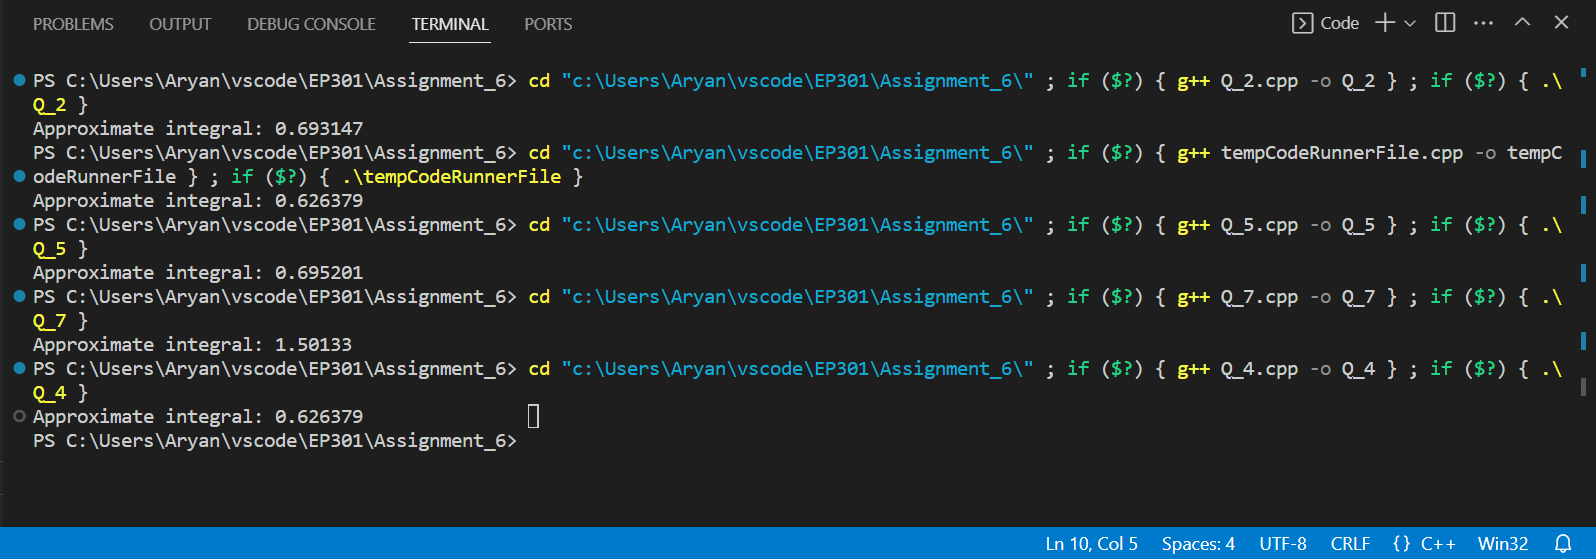 PROBLEMS OUTPUT DEBUG CONSOLE TERMINAL PORTS Code
PS C:\Users\Aryan\vscode\EP301\Assignment_6> cd "c:\Users\Aryan\vscode\EP301\Assignment_6\" ; if ($?) { g++ Q_2.cpp -o Q_2 } ; if ($?) { .\
Q_2 }
Approximate integral: 0.693147
PS C:\Users\Aryan\vscode\EP301\Assignment_6> cd "c:\Users\Aryan\vscode\EP301\Assignment_6\" ; if ($?) { g++ tempCodeRunnerFile.cpp -o tempC
odeRunnerFile } ; if ($?) { .\tempCodeRunnerFile }
Approximate integral: 0.626379
PS C:\Users\Aryan\vscode\EP301\Assignment_6> cd "c:\Users\Aryan\vscode\EP301\Assignment_6\" ; if ($?) { g++ Q_5.cpp -o Q_5 } ; if ($?) { .\
Q_5 }
Approximate integral: 0.695201
PS C:\Users\Aryan\vscode\EP301\Assignment_6> cd "c:\Users\Aryan\vscode\EP301\Assignment_6\" ; if ($?) { g++ Q_7.cpp -o Q_7 } ; if ($?) { .\
Q_7 }
Approximate integral: 1.50133
PS C:\Users\Aryan\vscode\EP301\Assignment_6> cd "c:\Users\Aryan\vscode\EP301\Assignment_6\" ; if ($?) { g++ Q_4.cpp -o Q_4 } ; if ($?) { .\
Q_4 }
Approximate integral: 0.626379
PS C:\Users\Aryan\vscode\EP301\Assignment_6>
Ln 10, Col 5 Spaces: 4 UTF-8 CRLF {} C++ Win32